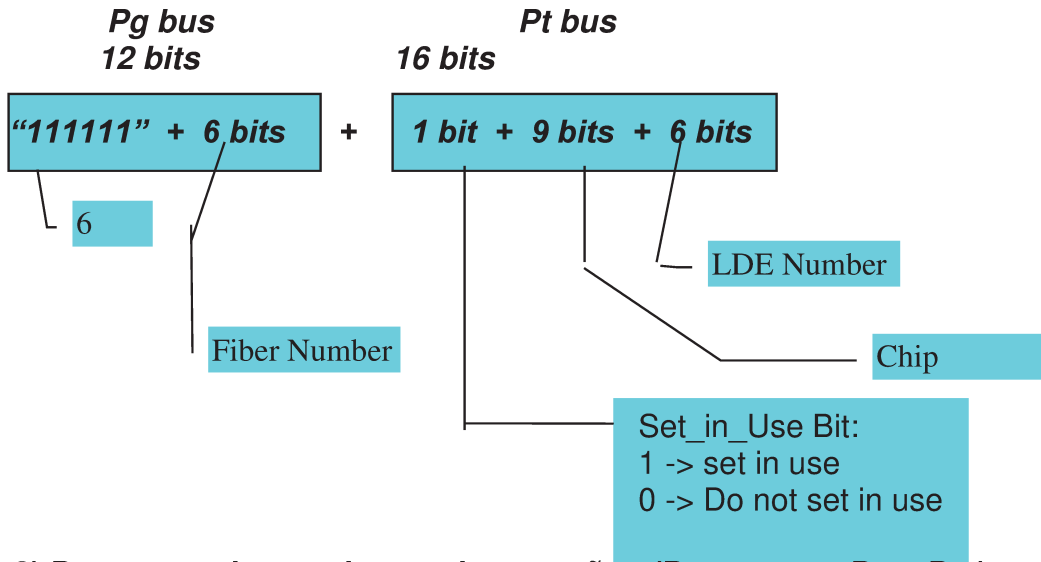 Pg bus
12 bits
Pt bus
16 bits
“111111” + 6 bits + 1 bit + 9 bits + 6 bits
6
LDE Number
Fiber Number
Chip
Set_in_Use Bit:
1 -> set in use
0 -> Do not set in use